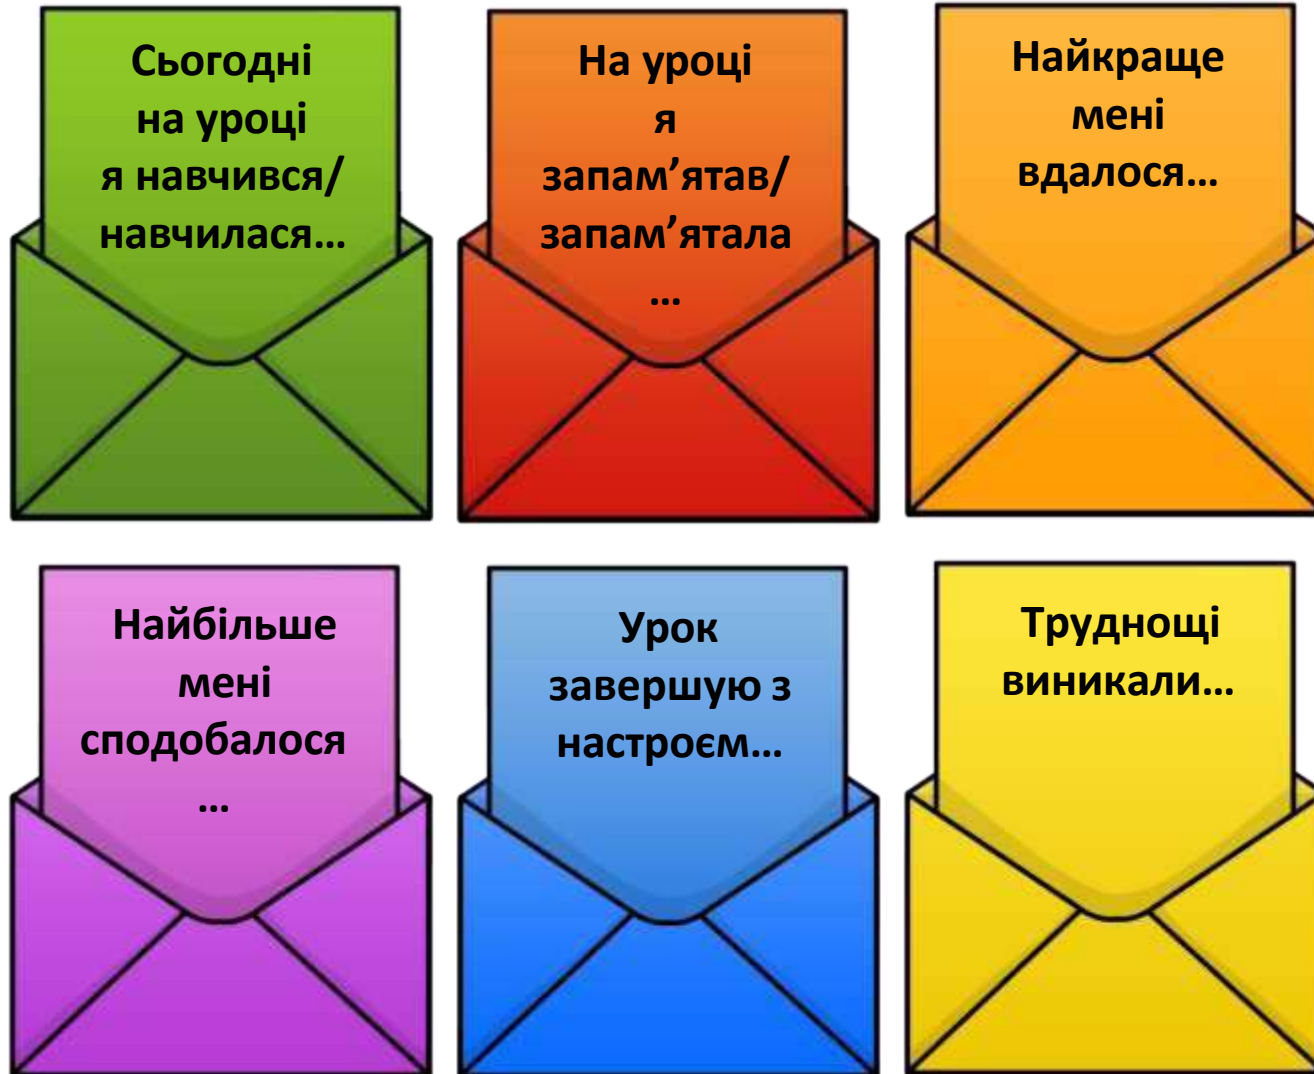 Сьогодні
на уроці
я навчився/
навчилася...
На уроці
я
запам’ятав/
запам’ятала
...
Найкраще
мені
вдалося...
Найбільше
мені
сподобалося
...
Урок
завершую з
настроєм...
Труднощі
виникали...